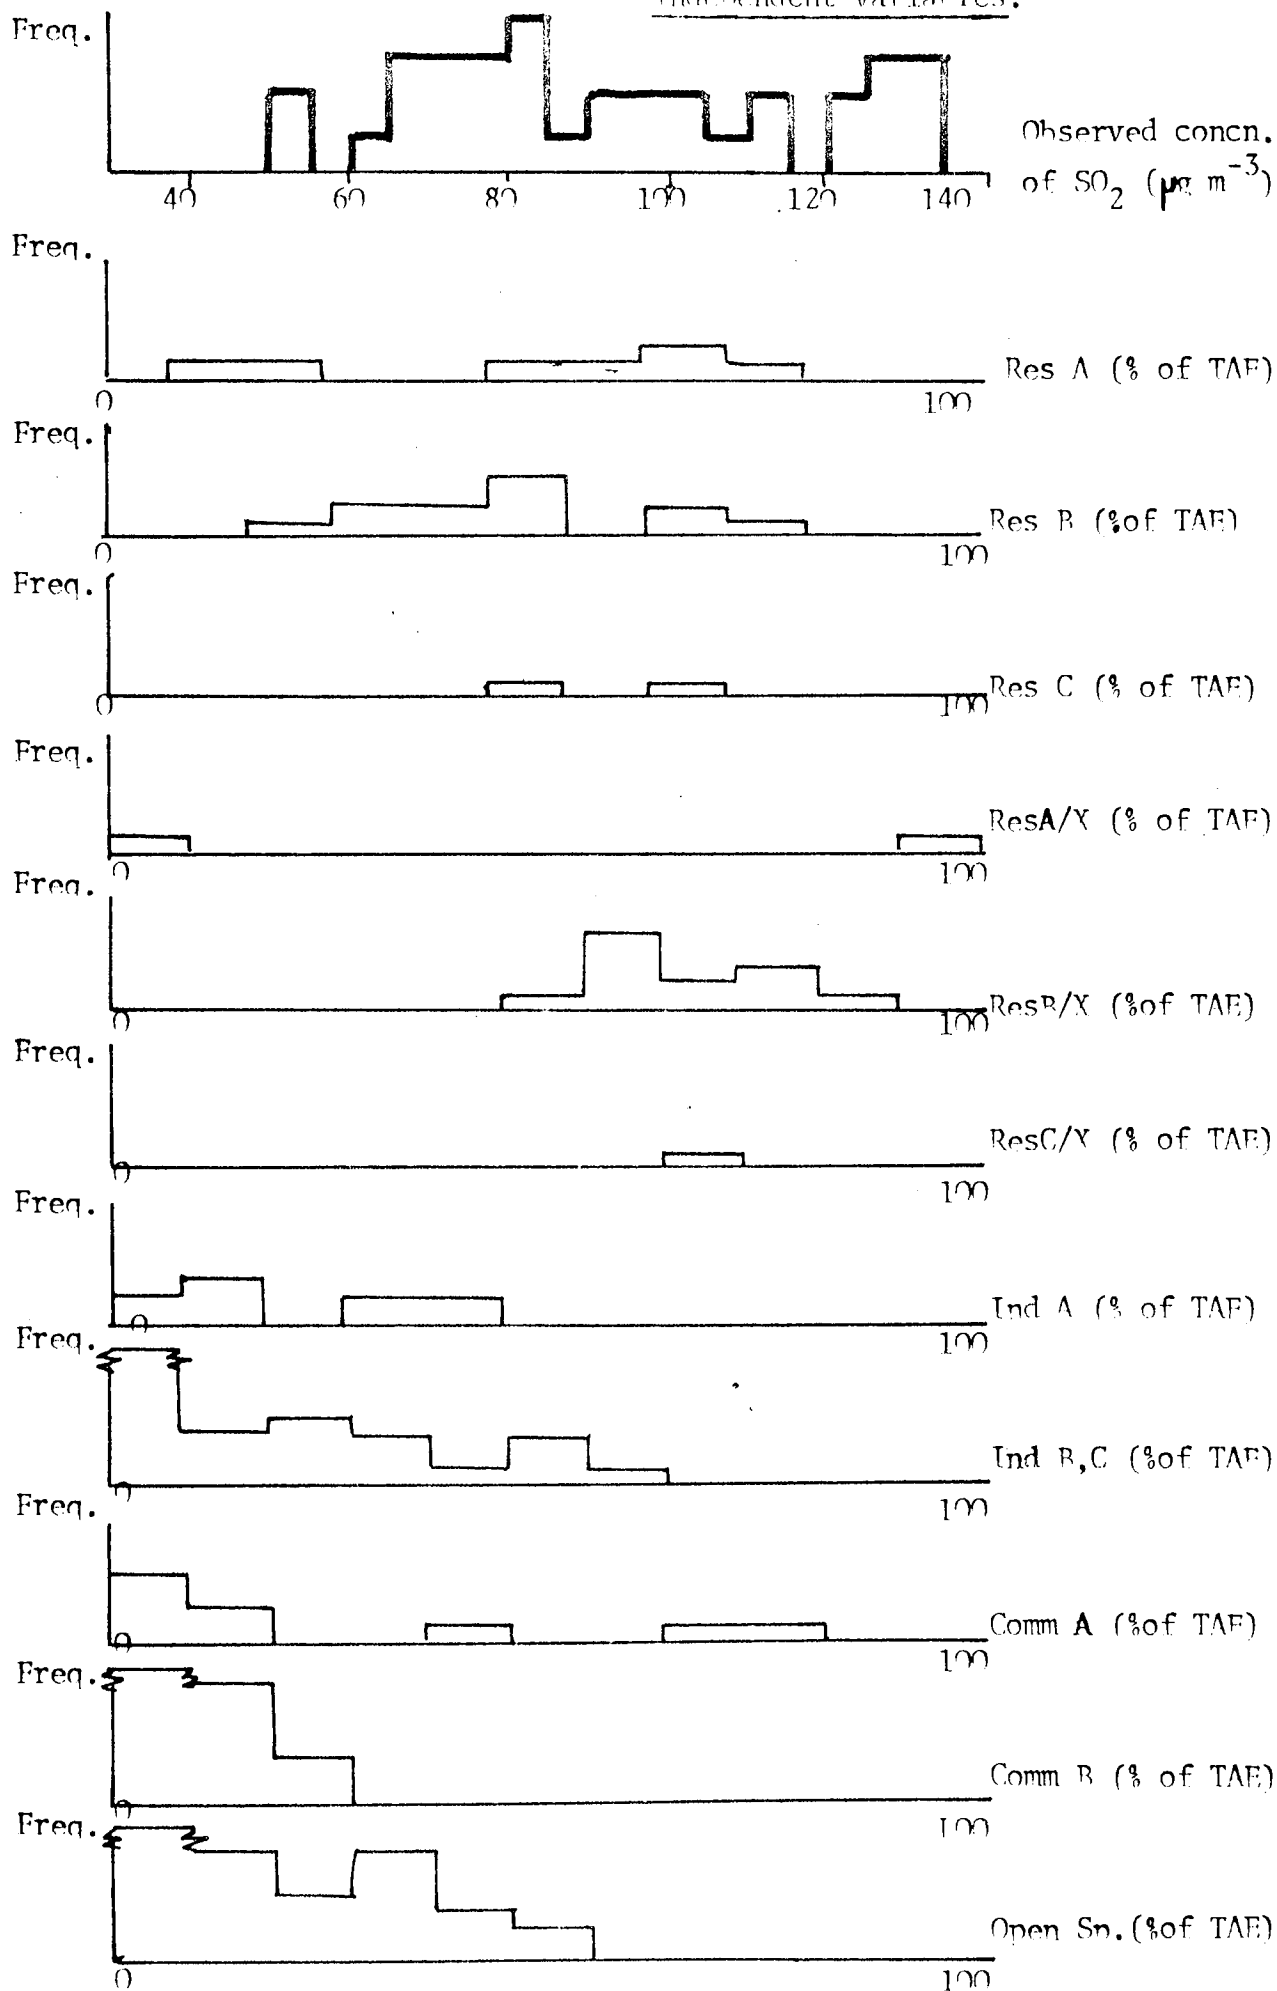 independent variables.
Freq.
Observed concn.
of SO2 (µg m-3)
40 60 80 100 120 140
Freq.
Res A (% of TAE)
0 100
Freq.
Res B (%of TAE)
0 100
Freq.
Res C (% of TAE)
0 100
Freq.
ResA/X (% of TAE)
0 100
Freq.
ResB/X (%of TAE)
0 100
Freq.
ResC/X (% of TAE)
0 100
Freq.
Ind A (% of TAE)
0 100
Freq.
Ind B,C (%of TAE)
0 100
Freq.
Comm A (%of TAE)
0 100
Freq.
Comm B (% of TAE)
0 100
Freq.
Open Sp.(%of TAE)
0 100